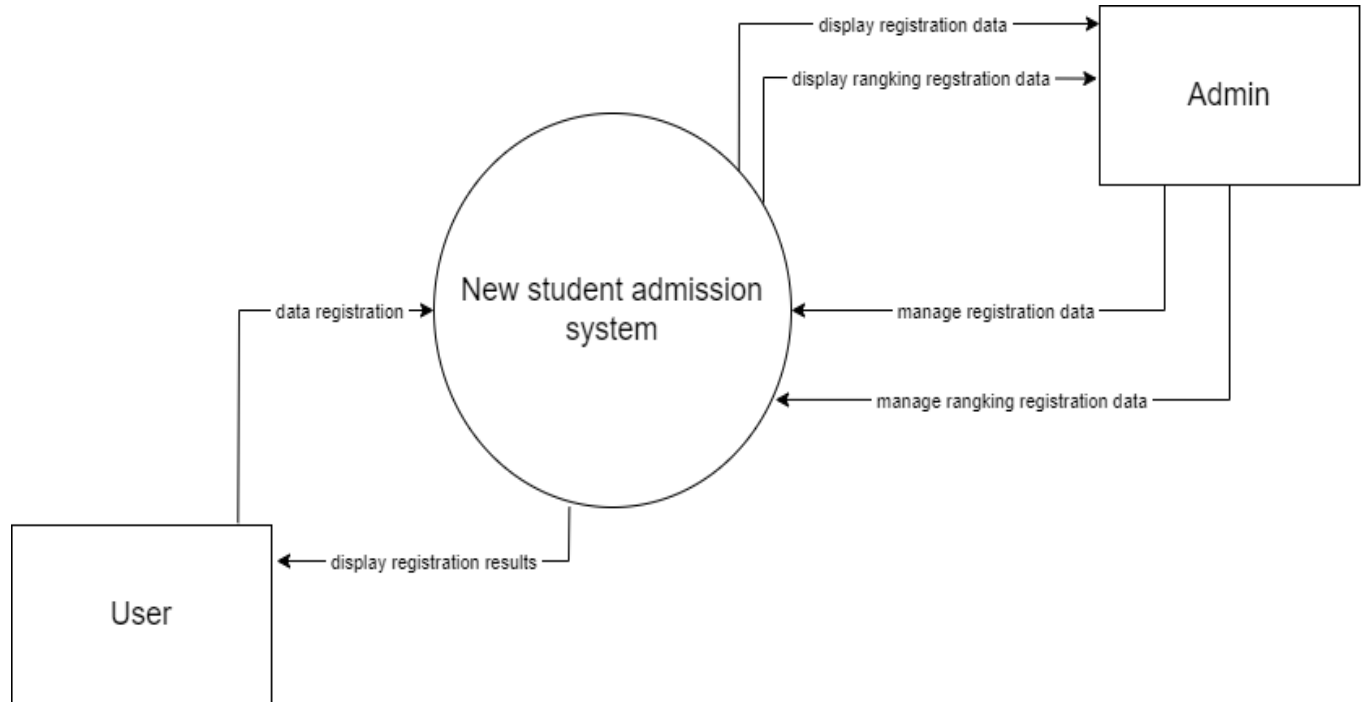 display registration data
display rangking regstration data
Admin
New student admission
system
data registration
manage registration data
manage rangking registration data
display registration results
User